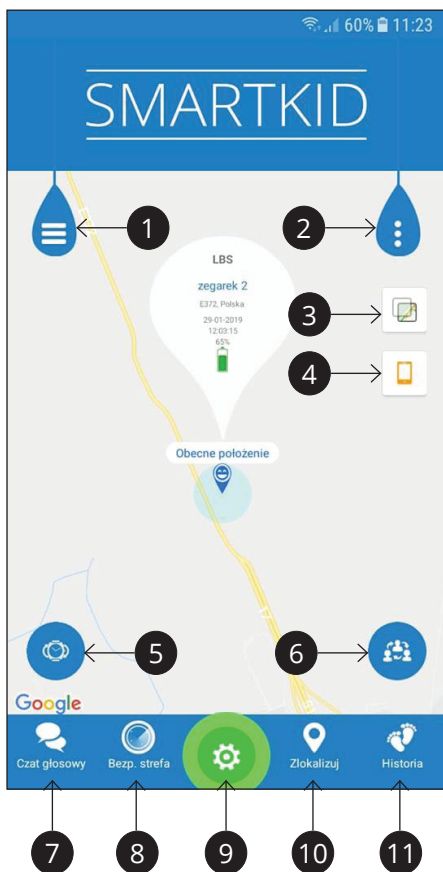 60% 11:23
SMARTKID
1
2
LBS
zegarek 2
E372, Polska
29-01-2019
12:03:15
65%
3
4
Obecne położenie
5
6
Google
Czat głosowy
Bezp. strefa
Zlokalizuj
Historia
7
8
9
10
11